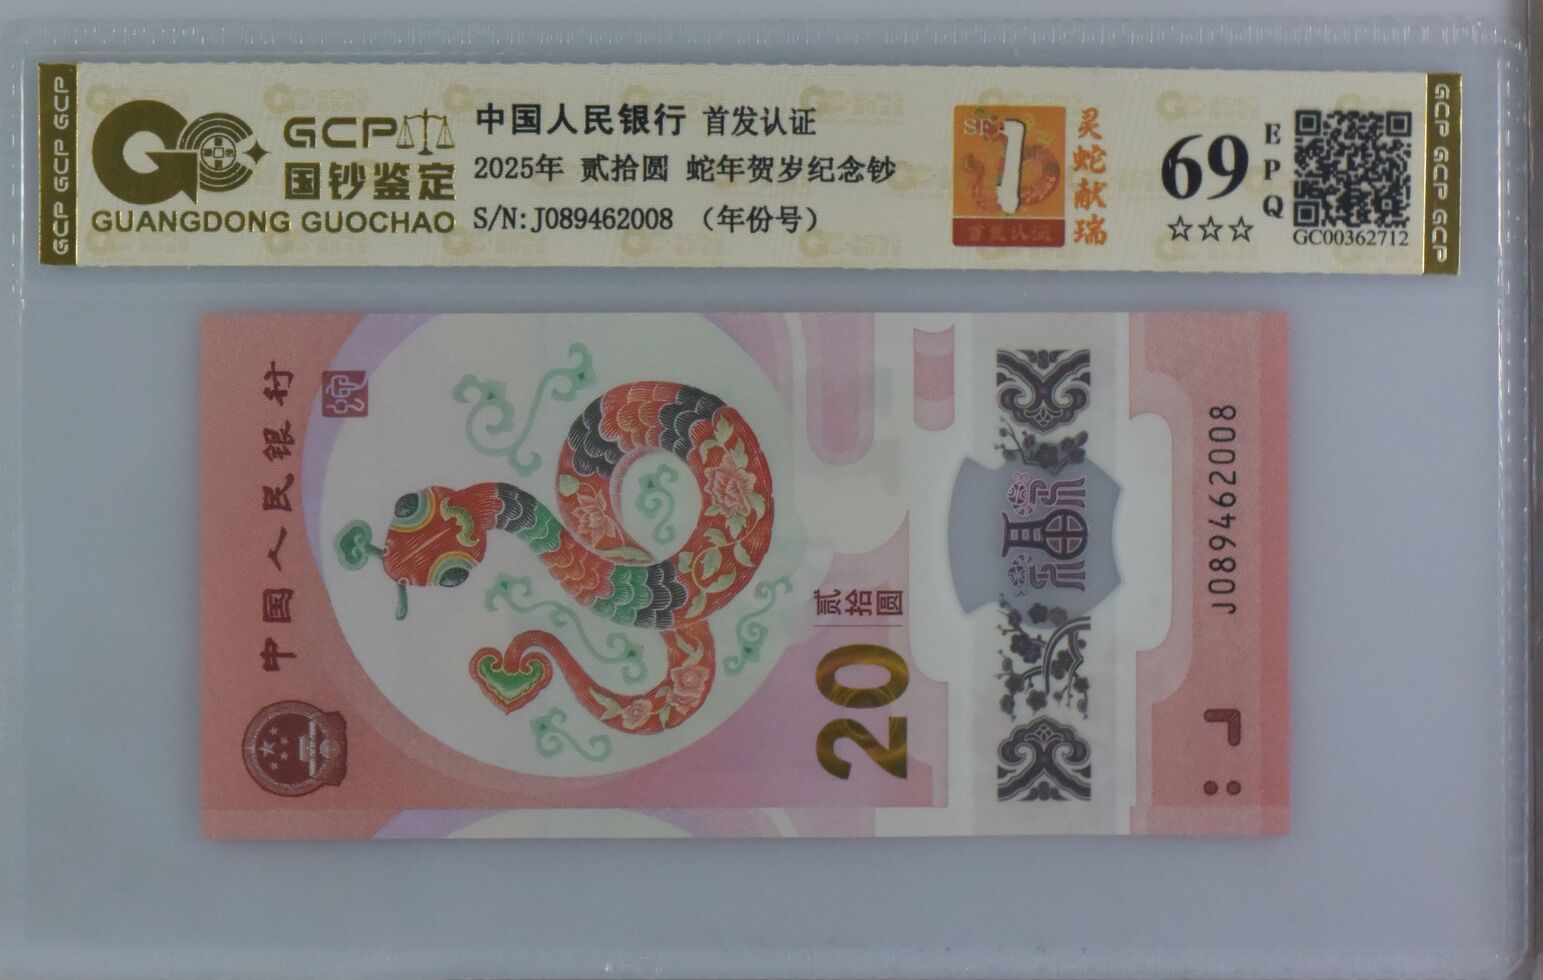 GCP GCP GCP
GCP
国钞鉴定
GUANGDONG GUOCHAO
中国人民银行 首发认证
2025年 贰拾圆 蛇年贺岁纪念钞
S/N:J089462008 （年份号）
1
首发认证
灵蛇献瑞
69
EPQ
☆☆☆
GC00362712
GCP GCP GCP
中国人民银行
贰拾圆
20
福
J089462008